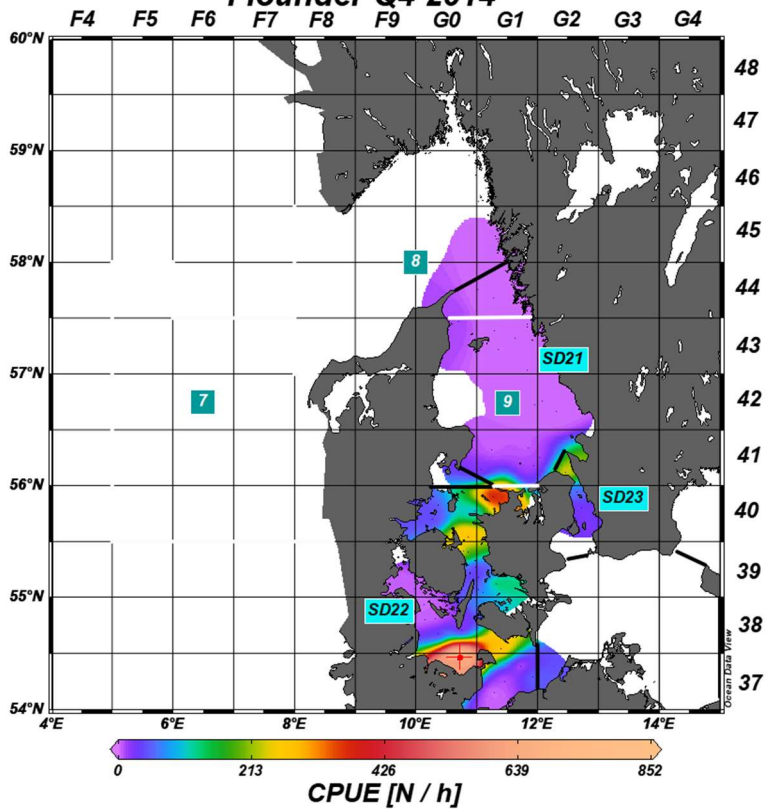 Flounder Q4 2014
F4 F5 F6 F7 F8 F9 G0 G1 G2 G3 G4
60°N
48
47
59°N
46
45
58°N
8
44
43
SD21
57°N
7
9
42
41
56°N
SD23
40
39
55°N
SD22
38
37
54°N
Ocean Data View
4°E 6°E 8°E 10°E 12°E 14°E
0 213 426 639 852
CPUE [N / h]